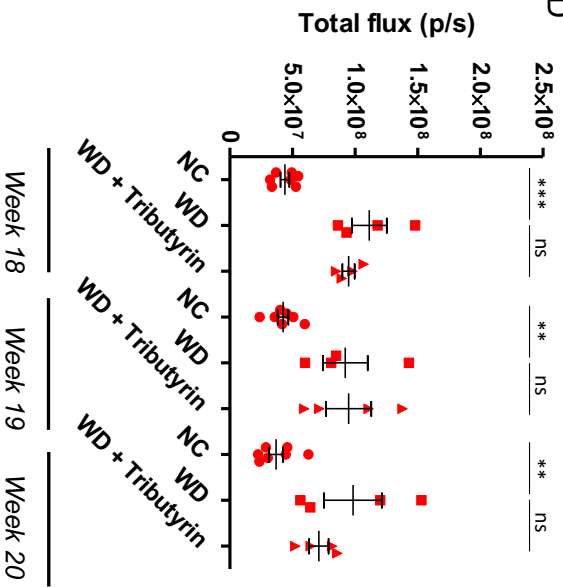 Total flux (p/s)
2.5×10⁸
2.0×10⁸
1.5×10⁸
1.0×10⁸
5.0×10⁷
0
*** ns ** ns ** ns
NC WD WD + Tributyrin NC WD WD + Tributyrin NC WD WD + Tributyrin
Week 18 Week 19 Week 20